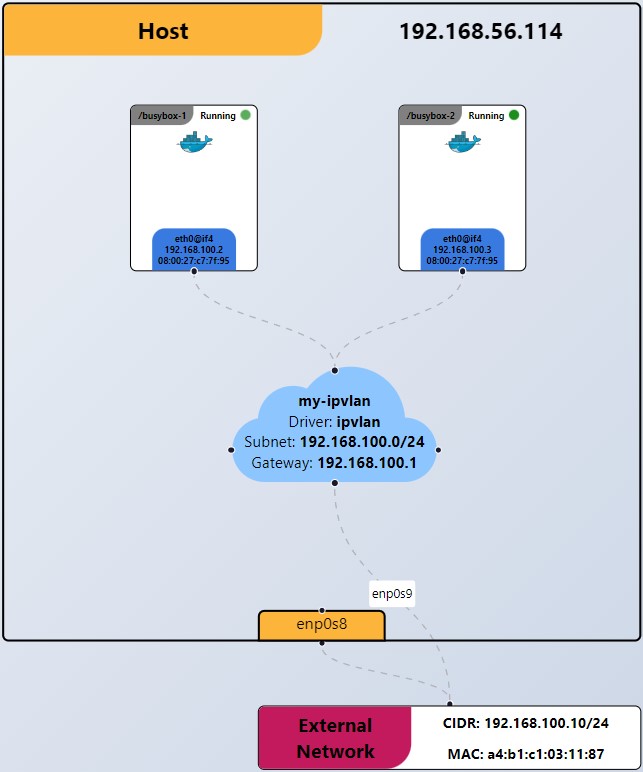 Host
192.168.56.114
/busybox-1 Running
/busybox-2 Running
eth0@if4
192.168.100.2
08:00:27:c7:7f:95
eth0@if4
192.168.100.3
08:00:27:c7:7f:95
my-ipvlan
Driver: ipvlan
Subnet: 192.168.100.0/24
Gateway: 192.168.100.1
enp0s9
enp0s8
External
Network
CIDR: 192.168.100.10/24
MAC: a4:b1:c1:03:11:87